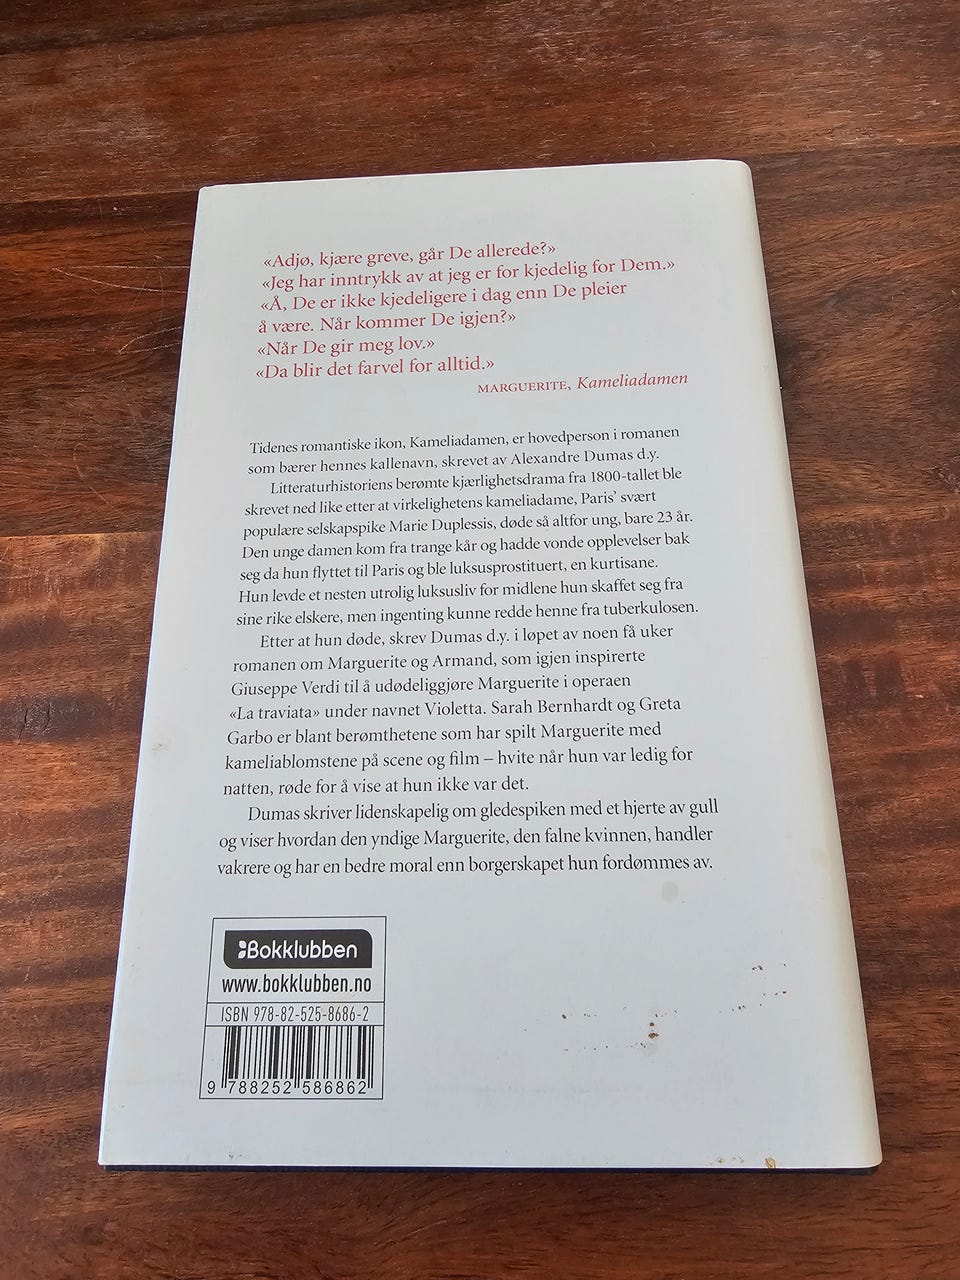 «Adjø, kjære greve, går De allerede?»
«Jeg har inntrykk av at jeg er for kjedelig for Dem.»
«Å, De er ikke kjedeligere i dag enn De pleier
å være. Når kommer De igjen?»
«Når De gir meg lov.»
«Da blir det farvel for alltid.»
MARGUERITE, Kameliadamen
Tidenes romantiske ikon, Kameliadamen, er hovedperson i romanen
som bærer hennes kallenavn, skrevet av Alexandre Dumas d.y.
Litteraturhistoriens berømte kjærlighetsdrama fra 1800-tallet ble
skrevet ned like etter at virkelighetens kameliadame, Paris’ svært
populære selskapspike Marie Duplessis, døde så altfor ung, bare 23 år.
Den unge damen kom fra trange kår og hadde vonde opplevelser bak
seg da hun flyttet til Paris og ble luksusprostituert, en kurtisane.
Hun levde et nesten utrolig luksusliv for midlene hun skaffet seg fra
sine rike elskere, men ingenting kunne redde henne fra tuberkulosen.
Etter at hun døde, skrev Dumas d.y. i løpet av noen få uker
romanen om Marguerite og Armand, som igjen inspirerte
Giuseppe Verdi til å udødeliggjøre Marguerite i operaen
«La traviata» under navnet Violetta. Sarah Bernhardt og Greta
Garbo er blant berømthetene som har spilt Marguerite med
kameliablomstene på scene og film – hvite når hun var ledig for
natten, røde for å vise at hun ikke var det.
Dumas skriver lidenskapelig om gledespiken med et hjerte av gull
og viser hvordan den yndige Marguerite, den falne kvinnen, handler
vakrere og har en bedre moral enn borgerskapet hun fordømmes av.
Bokklubben
www.bokklubben.no
ISBN 978-82-525-8686-2
9 788252 586862